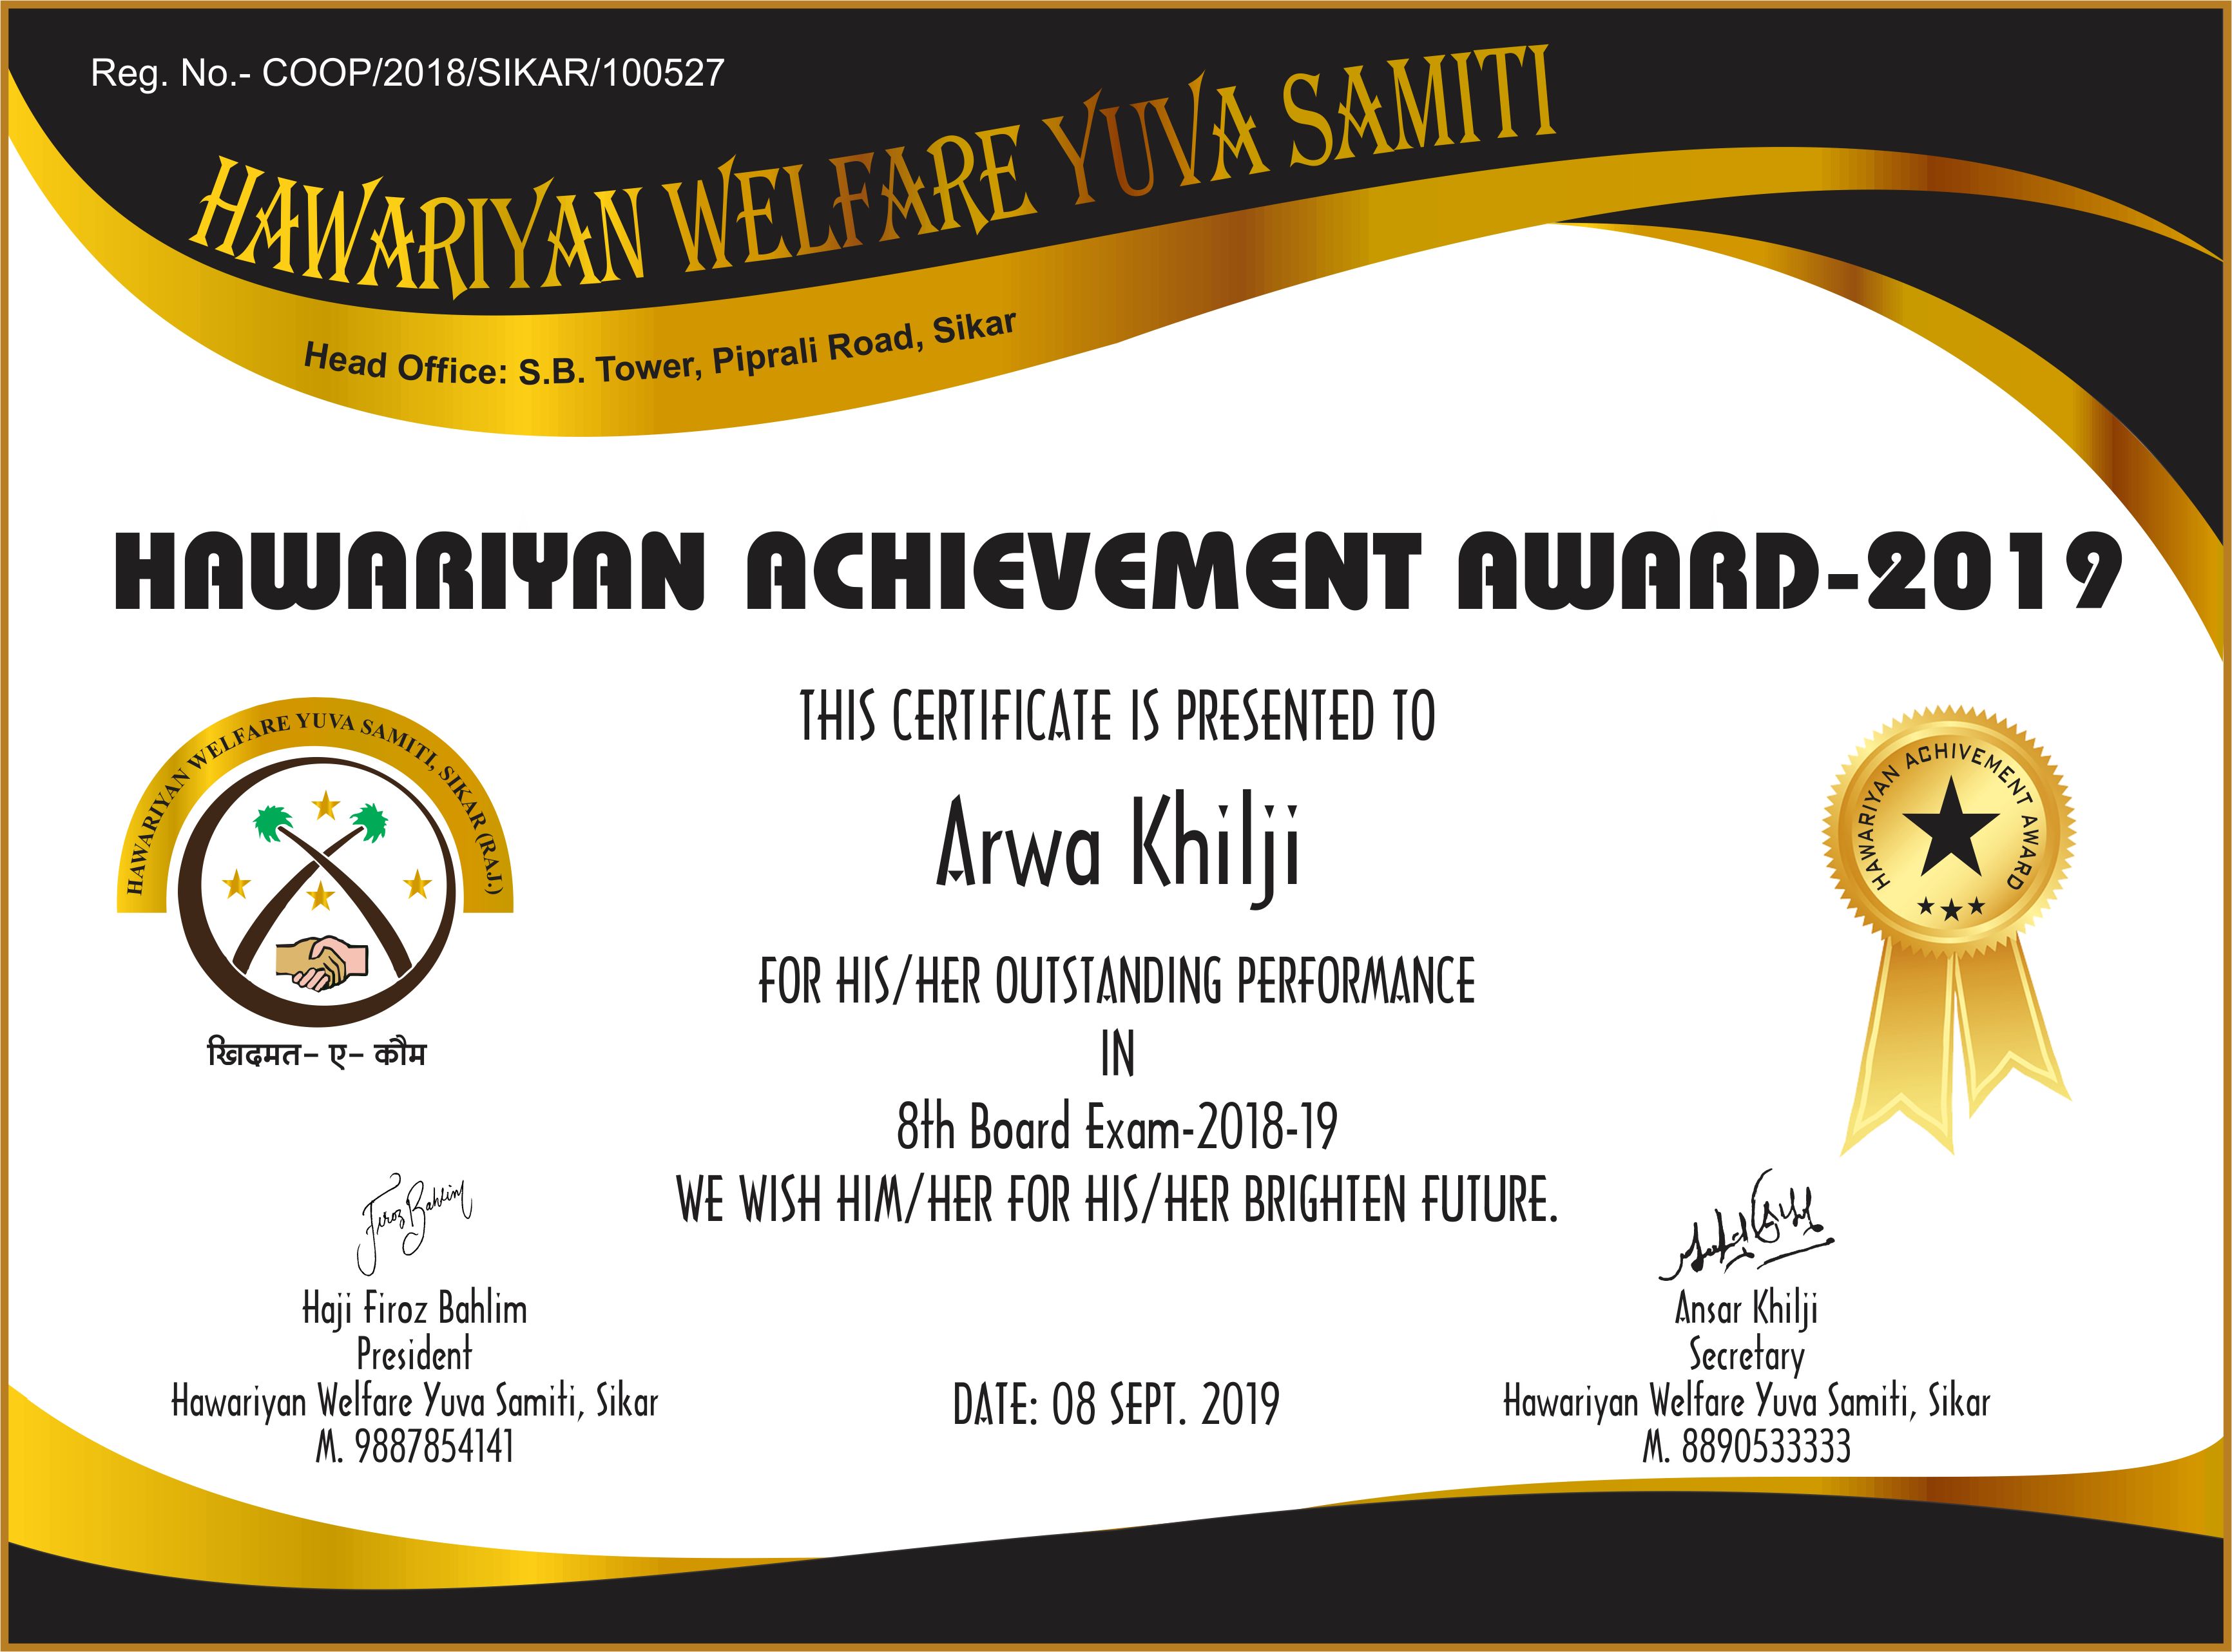 Reg. No.- COOP/2018/SIKAR/100527
HAWARIYAN WELFARE YUVA SAMITI
Head Office: S.B. Tower, Piprali Road, Sikar
HAWARIYAN ACHIEVEMENT AWARD-2019
HAWARIYAN WELFARE YUVA SAMITI, SIKAR (RAJ.)
खिदमत- ए- कौम
THIS CERTIFICATE IS PRESENTED TO
Arwa Khilji
FOR HIS/HER OUTSTANDING PERFORMANCE
IN
8th Board Exam-2018-19
WE WISH HIM/HER FOR HIS/HER BRIGHTEN FUTURE.
HAWARIYAN ACHIVEMENT AWARD
Firoz Bahlim
Haji Firoz Bahlim
President
Hawariyan Welfare Yuva Samiti, Sikar
M. 9887854141
DATE: 08 SEPT. 2019
Ansar Khilji
Secretary
Hawariyan Welfare Yuva Samiti, Sikar
M. 8890533333